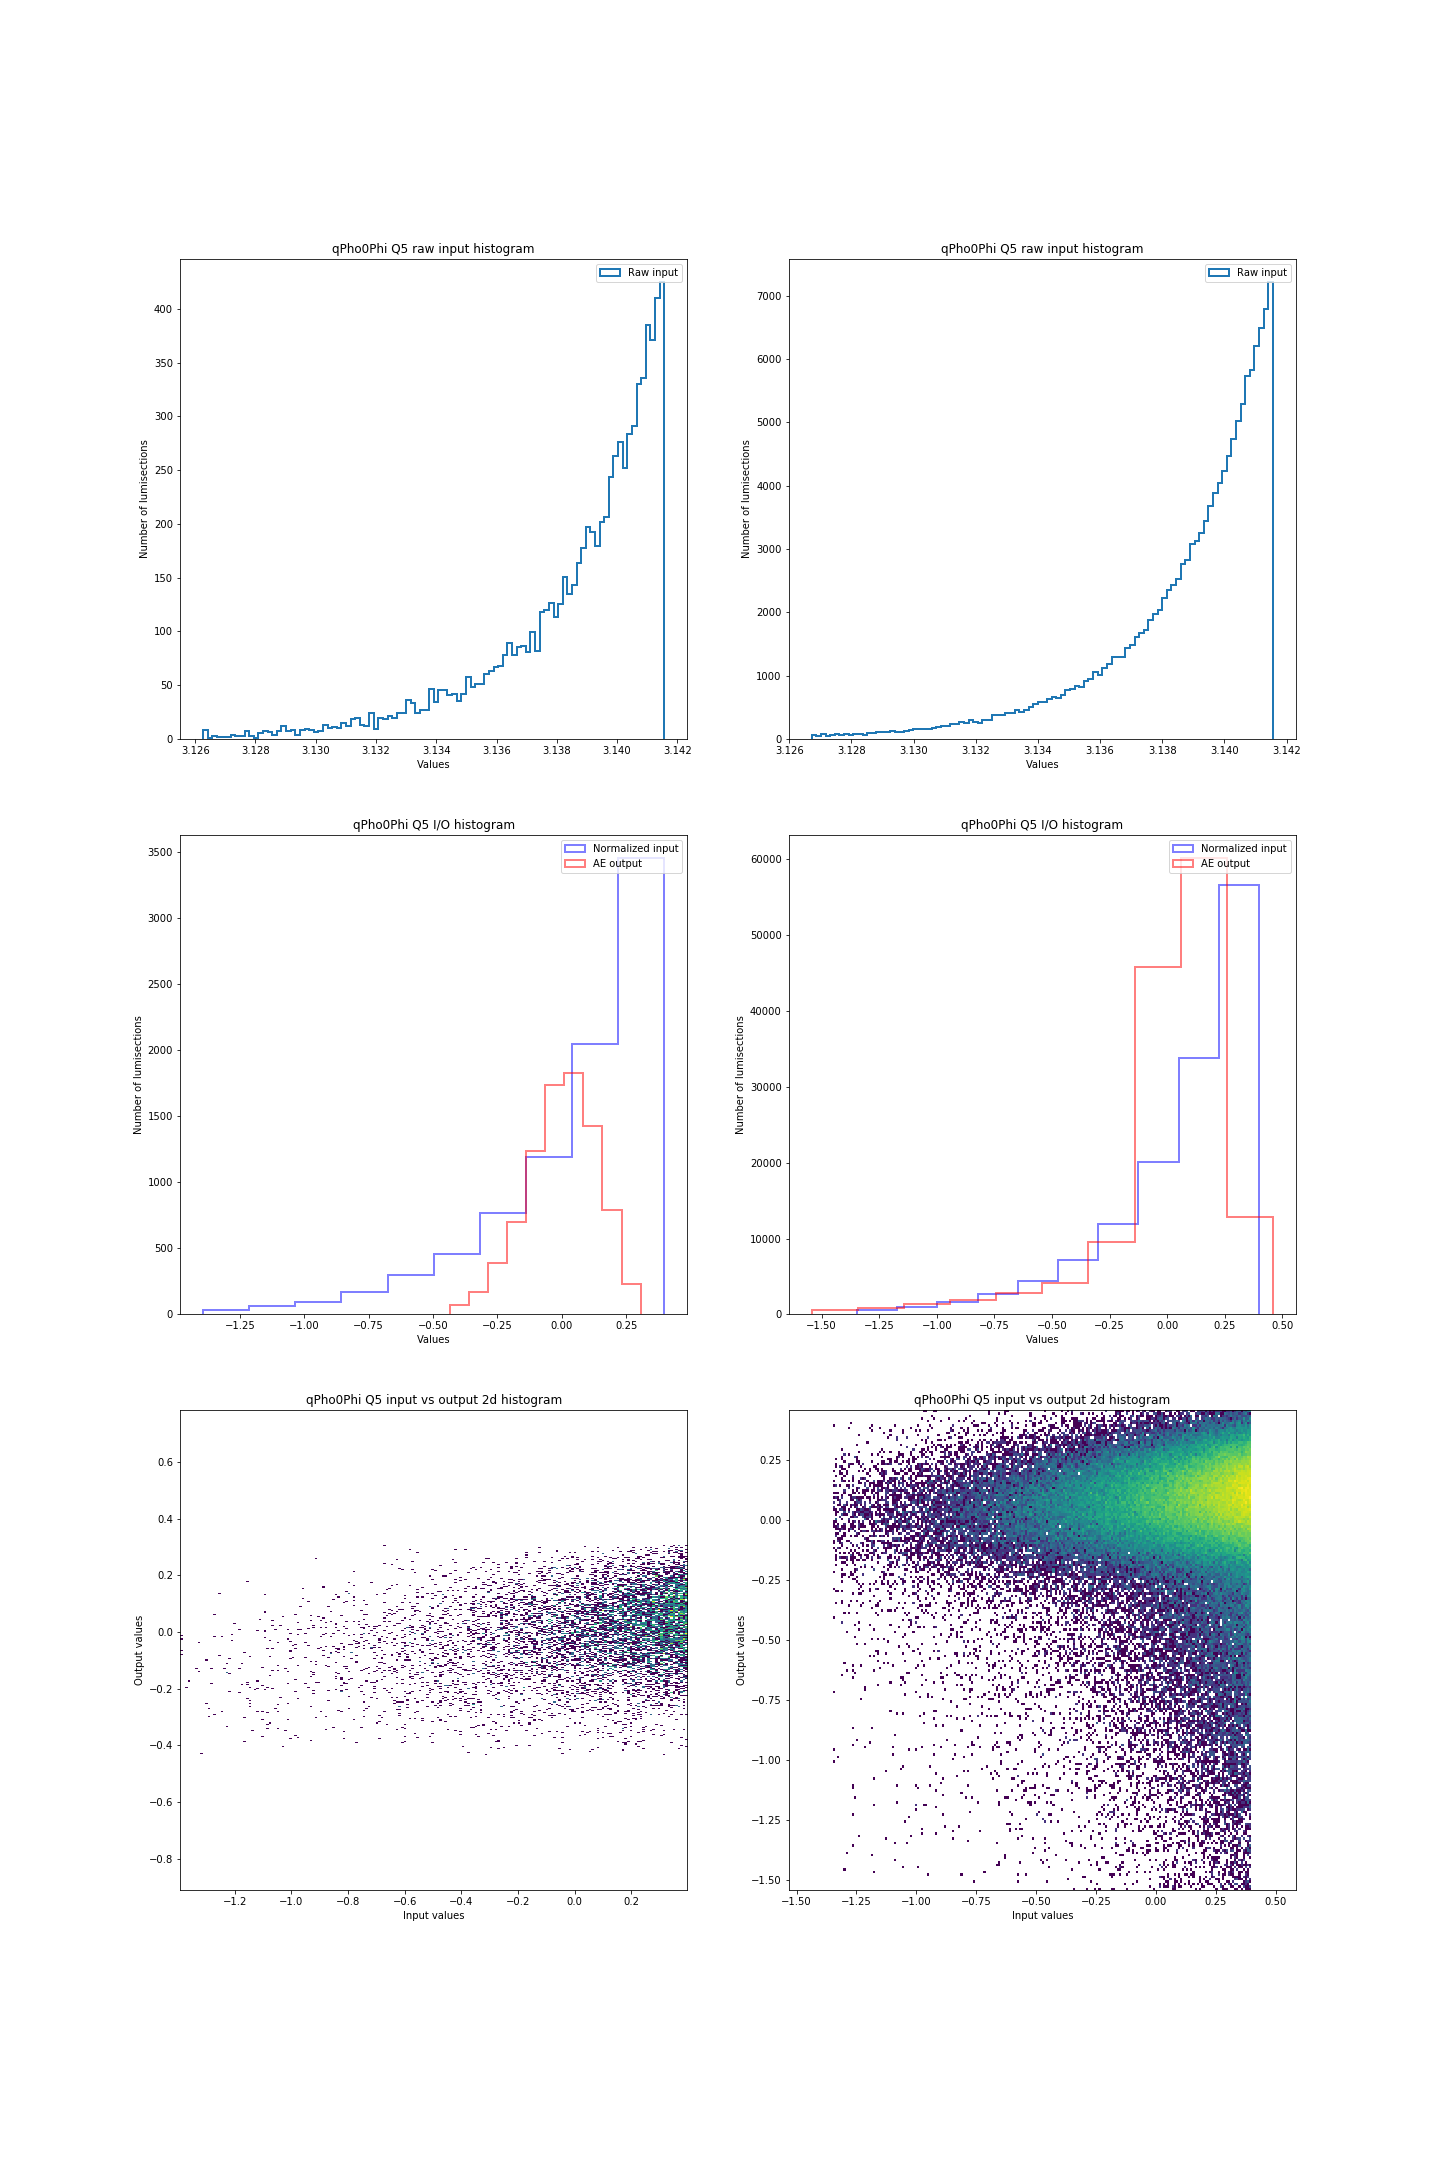 qPho0Phi Q5 raw input histogram
Raw input
400
350
300
250
200
150
100
50
0
Number of lumisections
3.126 3.128 3.130 3.132 3.134 3.136 3.138 3.140 3.142
Values
qPho0Phi Q5 raw input histogram
Raw input
7000
6000
5000
4000
3000
2000
1000
0
Number of lumisections
3.126 3.128 3.130 3.132 3.134 3.136 3.138 3.140 3.142
Values
qPho0Phi Q5 I/O histogram
Normalized input
AE output
3500
3000
2500
2000
1500
1000
500
0
Number of lumisections
−1.25 −1.00 −0.75 −0.50 −0.25 0.00 0.25
Values
qPho0Phi Q5 I/O histogram
Normalized input
AE output
60000
50000
40000
30000
20000
10000
0
Number of lumisections
−1.50 −1.25 −1.00 −0.75 −0.50 −0.25 0.00 0.25 0.50
Values
qPho0Phi Q5 input vs output 2d histogram
0.6
0.4
0.2
0.0
−0.2
−0.4
−0.6
−0.8
Output values
−1.2 −1.0 −0.8 −0.6 −0.4 −0.2 0.0 0.2
Input values
qPho0Phi Q5 input vs output 2d histogram
0.25
0.00
−0.25
−0.50
−0.75
−1.00
−1.25
−1.50
Output values
−1.50 −1.25 −1.00 −0.75 −0.50 −0.25 0.00 0.25 0.50
Input values